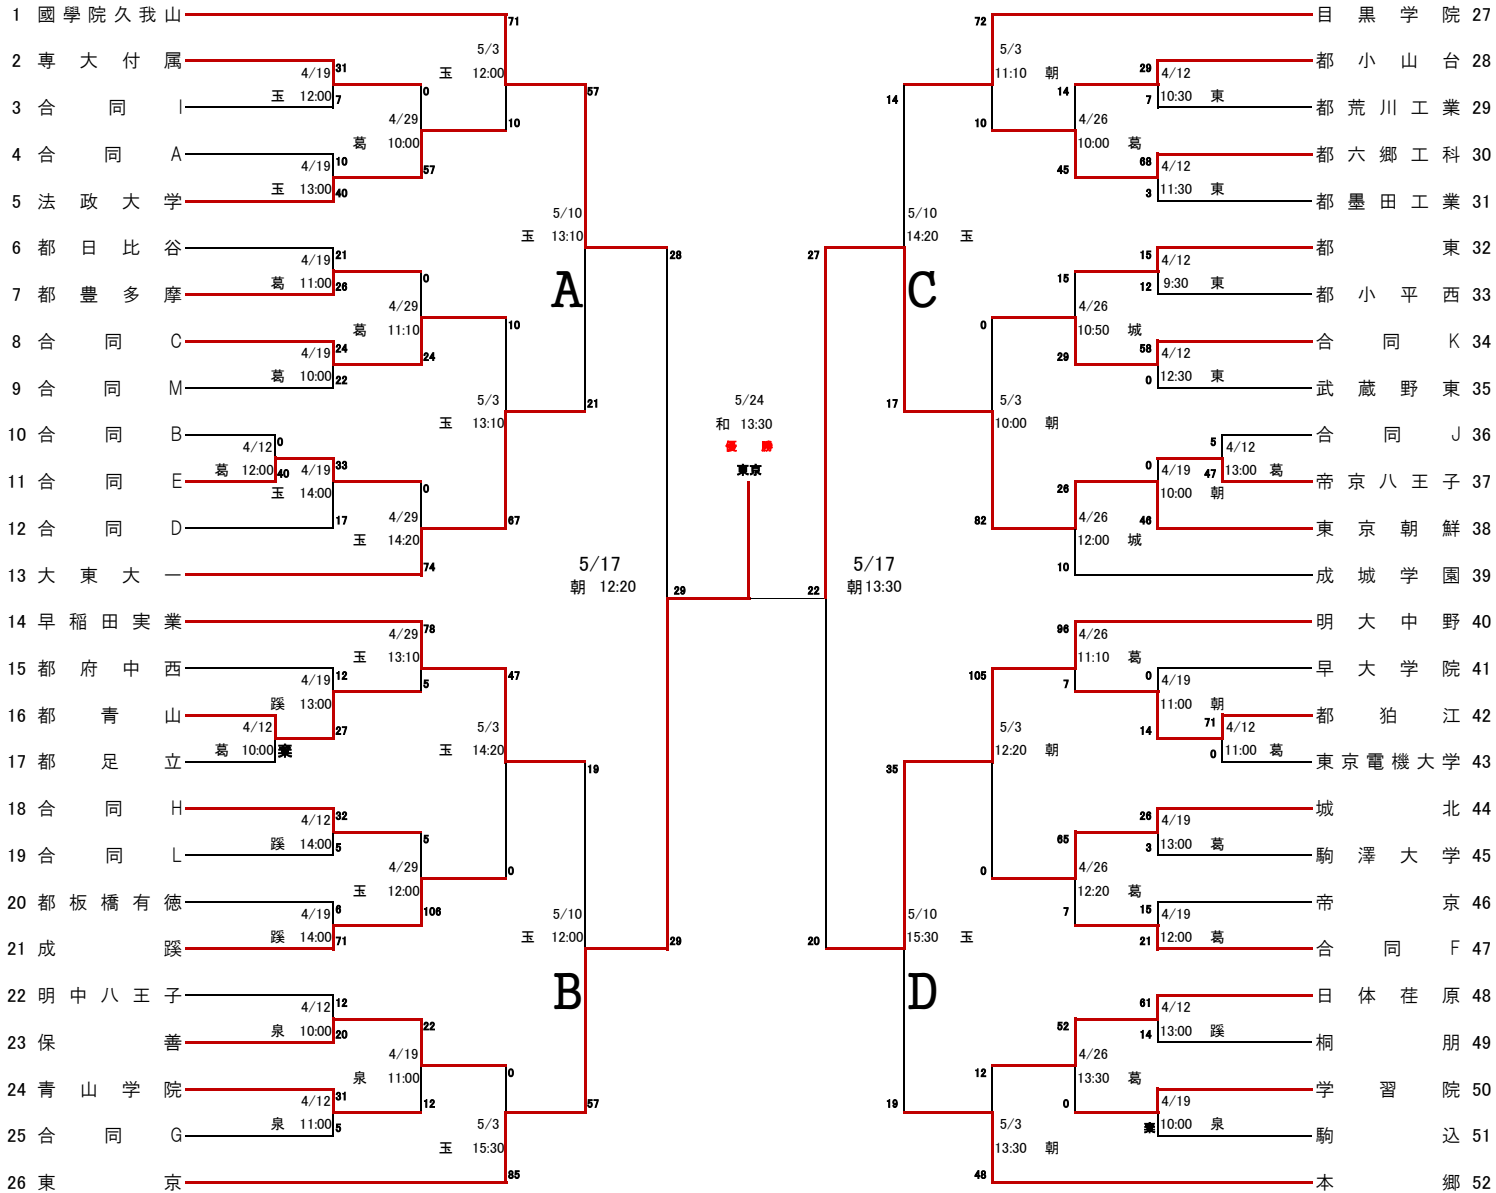 1 國學院久我山 71 72 目黒学院 27
5/3 5/3
2 専大付属 31 玉 12:00 11:10 朝 29 都小山台 28
4/19 4/12
玉 12:00 0 57 14 14 10:30 東
3 合同I 7 7 都荒川工業 29
4/29 10 10 4/26
葛 10:00 10:00 葛
4 合同A 10 68 都六郷工科 30
4/19 57 45 4/12
玉 13:00 11:30 東
5 法政大学 40 3 都墨田工業 31
5/10 5/10
玉 13:10 14:20 玉
6 都日比谷 21 28 27 15 都東 32
4/19 4/12
葛 11:00 0 15 9:30 東
7 都豊多摩 26 A C 12 都小平西 33
4/29 10 0 4/26
葛 11:10 10:50 城
8 合同C 24 58 合同K 34
4/19 24 29 4/12
葛 10:00 12:30 東
9 合同M 22 0 武蔵野東 35
5/3 21 5/24 17 5/3
玉 13:10 和 13:30 10:00 朝
10 合同B 0 優勝 5 合同J 36
4/12 4/12
葛 12:00 33 東京 0 13:00 葛
4/19 4/19
11 合同E 40 玉 14:00 0 26 10:00 朝 47 帝京八王子 37
12 合同D 17 4/29 67 82 46 東京朝鮮 38
玉 14:20 4/26
12:00 城
13 大東大一 74 5/17 5/17 10 成城学園 39
朝 12:20 29 22 朝13:30
14 早稲田実業 78 96 明大中野 40
4/29 4/26
玉 13:10 11:10 葛
15 都府中西 12 47 105 0 早大学院 41
4/19 5 7 4/19
蹊 13:00 11:00 朝
16 都青山 27 5/3 5/3 14 71 都狛江 42
4/12 4/12
葛 10:00 棄 玉 14:20 12:20 朝 11:00 葛
17 都足立 19 35 0 東京電機大学 43
18 合同H 32 26 城北 44
4/12 4/19
蹊 14:00 5 65 13:00 葛
19 合同L 5 3 駒澤大学 45
4/29 0 0 4/26
玉 12:00 12:20 葛
20 都板橋有徳 6 15 帝京 46
4/19 106 7 4/19
蹊 14:00 5/10 5/10 12:00 葛
21 成蹊 71 玉 12:00 29 20 15:30 玉 21 合同F 47
22 明中八王子 12 B D 61 日体荏原 48
4/12 4/12
泉 10:00 22 52 13:00 蹊
23 保善 20 14 桐朋 49
4/19 0 12 4/26
泉 11:00 13:30 葛
24 青山学院 31 学習院 50
4/12 12 57 19 0 4/19
泉 11:00 5/3 5/3 棄 10:00 泉
25 合同G 5 駒込 51
玉 15:30 13:30 朝
26 東京 85 48 本郷 52